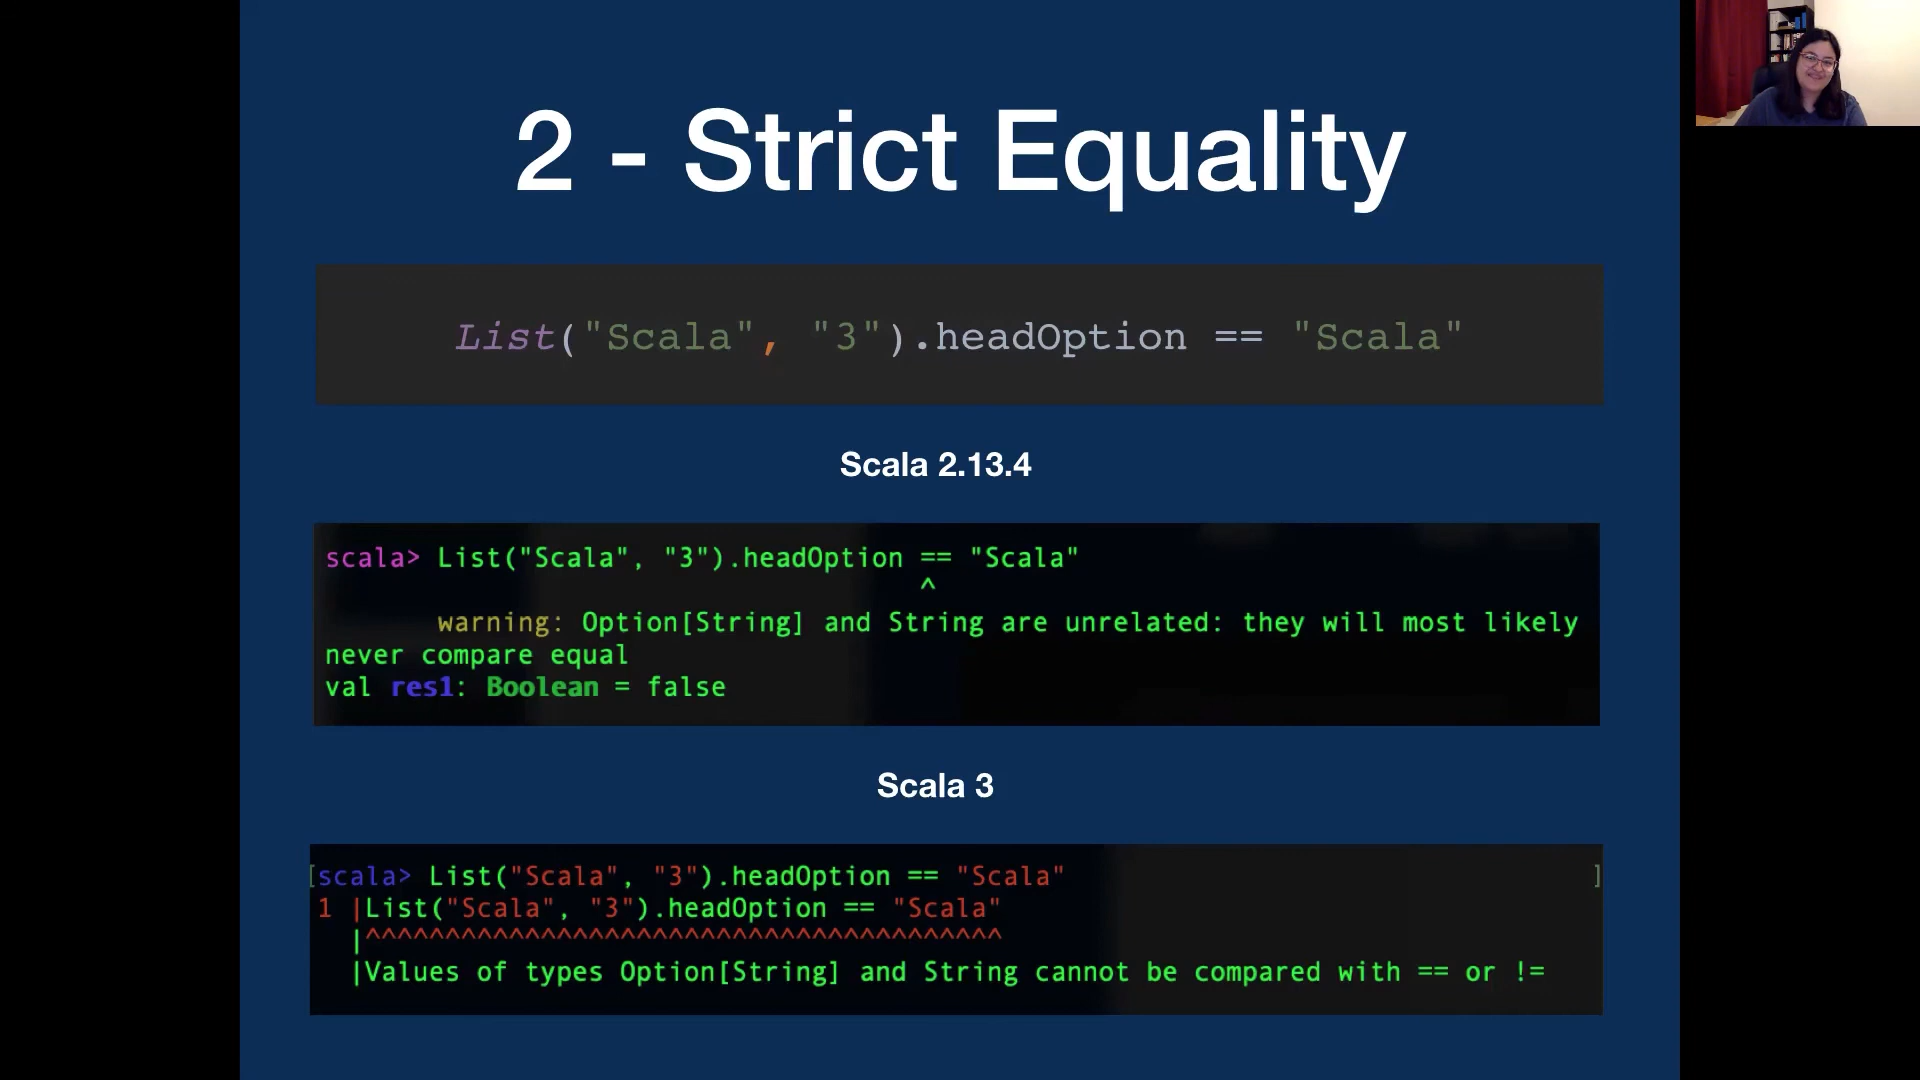 2 - Strict Equality
List("Scala", "3").headOption == "Scala"
Scala 2.13.4
scala> List("Scala", "3").headOption == "Scala"
^
warning: Option[String] and String are unrelated: they will most likely
never compare equal
val res1: Boolean = false
Scala 3
[scala> List("Scala", "3").headOption == "Scala" ]
1 |List("Scala", "3").headOption == "Scala"
|^^^^^^^^^^^^^^^^^^^^^^^^^^^^^^^^^^^^^^^^
|Values of types Option[String] and String cannot be compared with == or !=